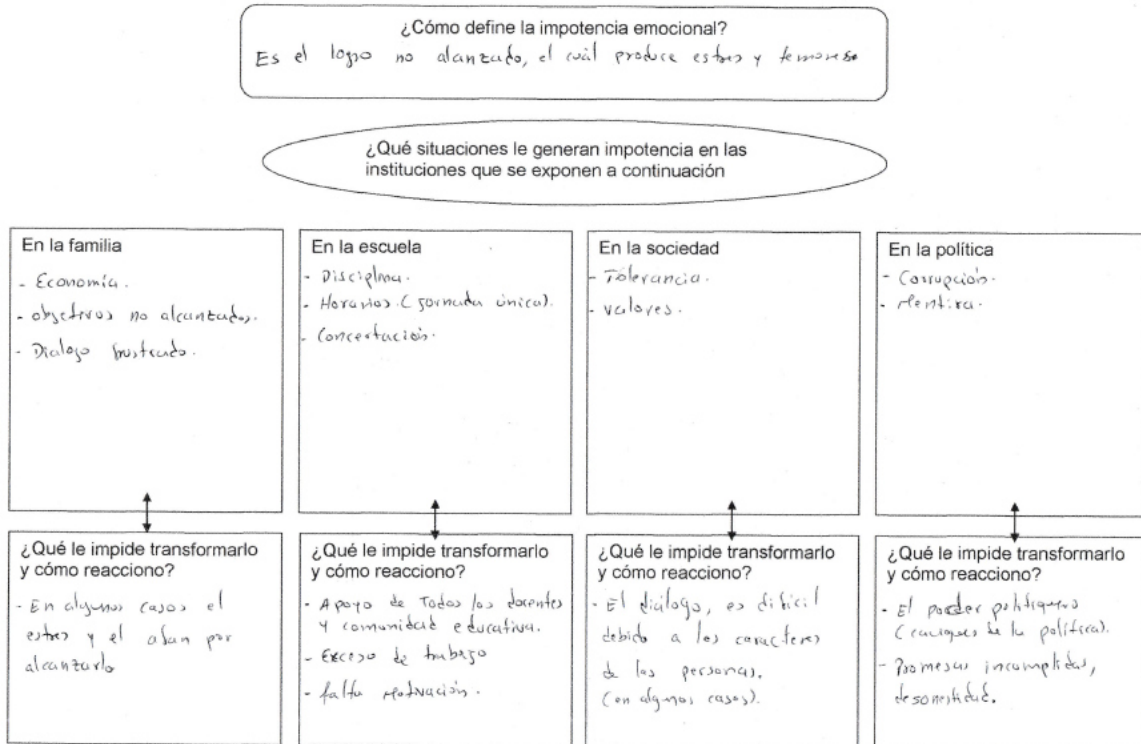 ¿Cómo define la impotencia emocional?
Es el logro no alanzado, el cuál produce estres y temores
¿Qué situaciones le generan impotencia en las
instituciones que se exponen a continuación
En la familia
- Economía.
- objetivos no alcanzados.
- Dialogo frustrado.
En la escuela
- Disciplina.
- Horarios. (jornada única).
- Concertación.
En la sociedad
- Tolerancia.
- valores.
En la política
- Corrupción.
- Mentira.
¿Qué le impide transformarlo
y cómo reacciono?
- En algunos casos el
estres y el afan por
alcanzarlo
¿Qué le impide transformarlo
y cómo reacciono?
- Apoyo de Todos los docentes
y comunidad educativa.
- Exceso de trabajo
- falta Motivación.
¿Qué le impide transformarlo
y cómo reacciono?
- El diálogo, es difícil
debido a los caracteres
de las personas.
(en algunos casos).
¿Qué le impide transformarlo
y cómo reacciono?
- El poder politiquero
(caciques de la política).
- Promesas incumplidas,
desonestidad.